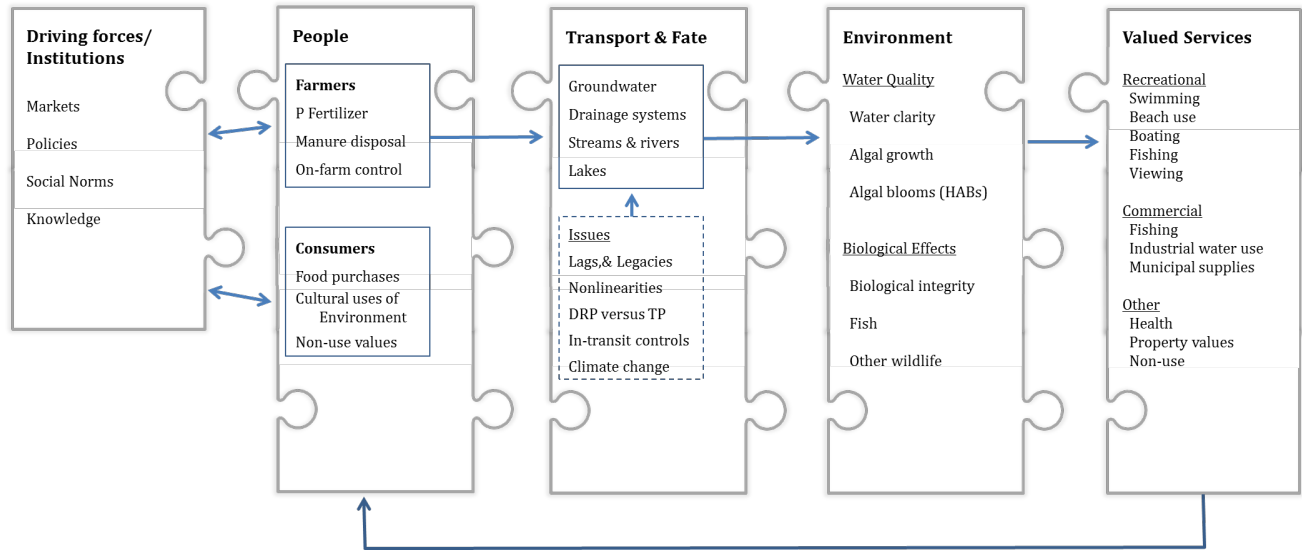 Driving forces/
Institutions
Markets
Policies
Social Norms
Knowledge
People
Farmers
P Fertilizer
Manure disposal
On-farm control
Consumers
Food purchases
Cultural uses of
Environment
Non-use values
Transport & Fate
Groundwater
Drainage systems
Streams & rivers
Lakes
Issues
Lags,& Legacies
Nonlinearities
DRP versus TP
In-transit controls
Climate change
Environment
Water Quality
Water clarity
Algal growth
Algal blooms (HABs)
Biological Effects
Biological integrity
Fish
Other wildlife
Valued Services
Recreational
Swimming
Beach use
Boating
Fishing
Viewing
Commercial
Fishing
Industrial water use
Municipal supplies
Other
Health
Property values
Non-use